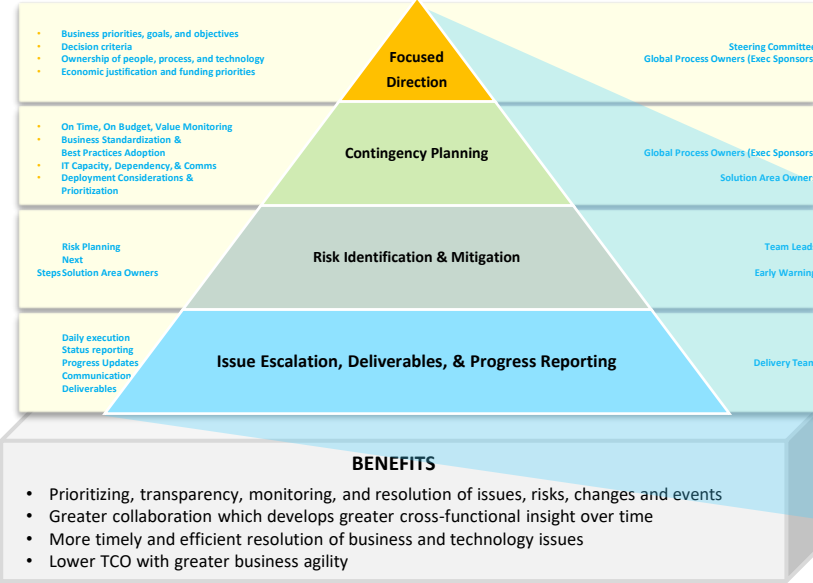 • Business priorities, goals, and objectives
• Decision criteria
• Ownership of people, process, and technology
• Economic justification and funding priorities
Focused
Direction
Steering Committee
Global Process Owners (Exec Sponsors
• On Time, On Budget, Value Monitoring
• Business Standardization &
Best Practices Adoption
• IT Capacity, Dependency, & Comms
• Deployment Considerations &
Prioritization
Contingency Planning
Global Process Owners (Exec Sponsors
Solution Area Owner
Risk Planning
Next
StepsSolution Area Owners
Risk Identification & Mitigation
Team Lead
Early Warning
Daily execution
Status reporting
Progress Updates
Communication
Deliverables
Issue Escalation, Deliverables, & Progress Reporting
Delivery Team
BENEFITS
• Prioritizing, transparency, monitoring, and resolution of issues, risks, changes and events
• Greater collaboration which develops greater cross-functional insight over time
• More timely and efficient resolution of business and technology issues
• Lower TCO with greater business agility